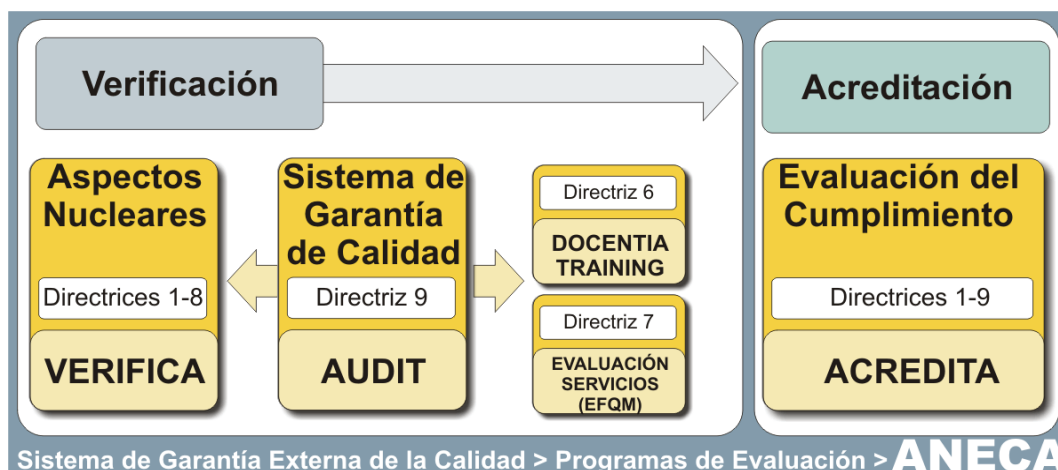 Verificación
Acreditación
Aspectos
Nucleares
Directrices 1-8
VERIFICA
Sistema de
Garantía
de Calidad
Directriz 9
AUDIT
Directriz 6
DOCENTIA
TRAINING
Directriz 7
EVALUACIÓN
SERVICIOS
(EFQM)
Evaluación del
Cumplimiento
Directrices 1-9
ACREDITA
Sistema de Garantía Externa de la Calidad > Programas de Evaluación > ANECA